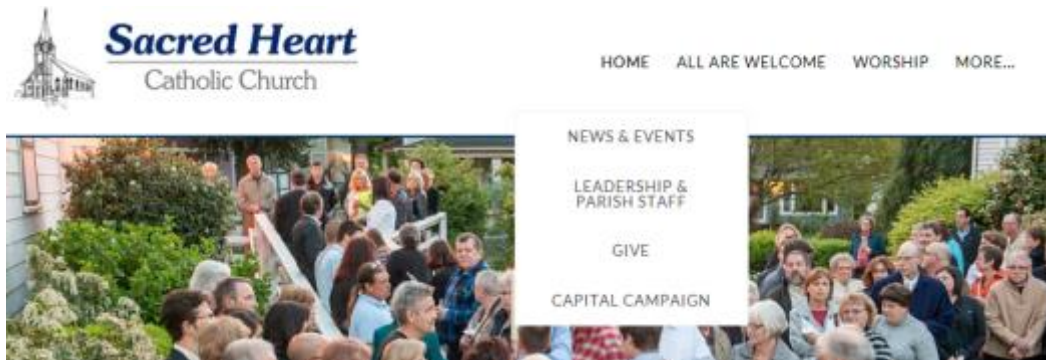 Sacred Heart
Catholic Church
HOME ALL ARE WELCOME WORSHIP MORE...
NEWS & EVENTS
LEADERSHIP &
PARISH STAFF
GIVE
CAPITAL CAMPAIGN